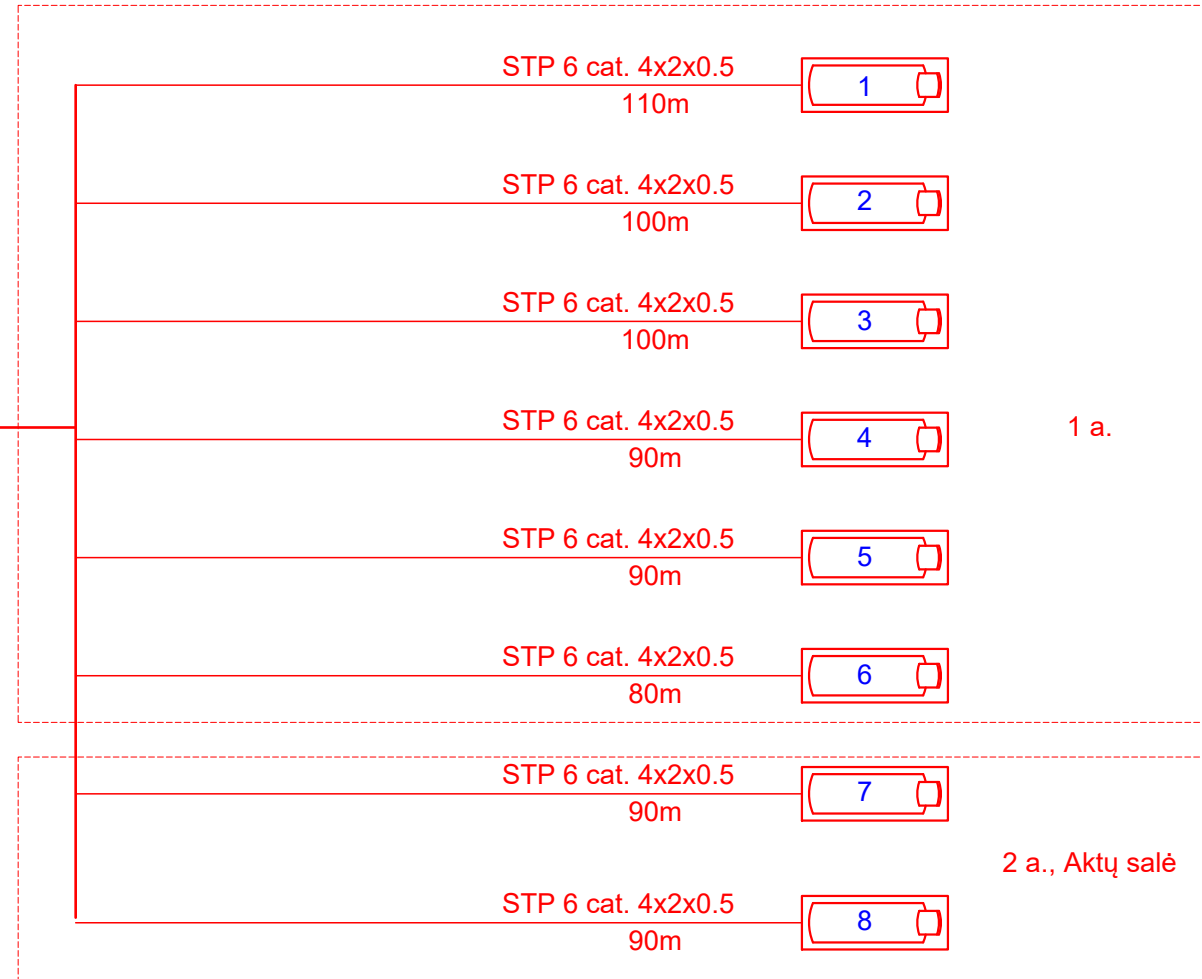 STP 6 cat. 4x2x0.5
110m
1
STP 6 cat. 4x2x0.5
100m
2
STP 6 cat. 4x2x0.5
100m
3
STP 6 cat. 4x2x0.5
90m
4
1 a.
STP 6 cat. 4x2x0.5
90m
5
STP 6 cat. 4x2x0.5
80m
6
STP 6 cat. 4x2x0.5
90m
7
2 a., Aktų salė
STP 6 cat. 4x2x0.5
90m
8